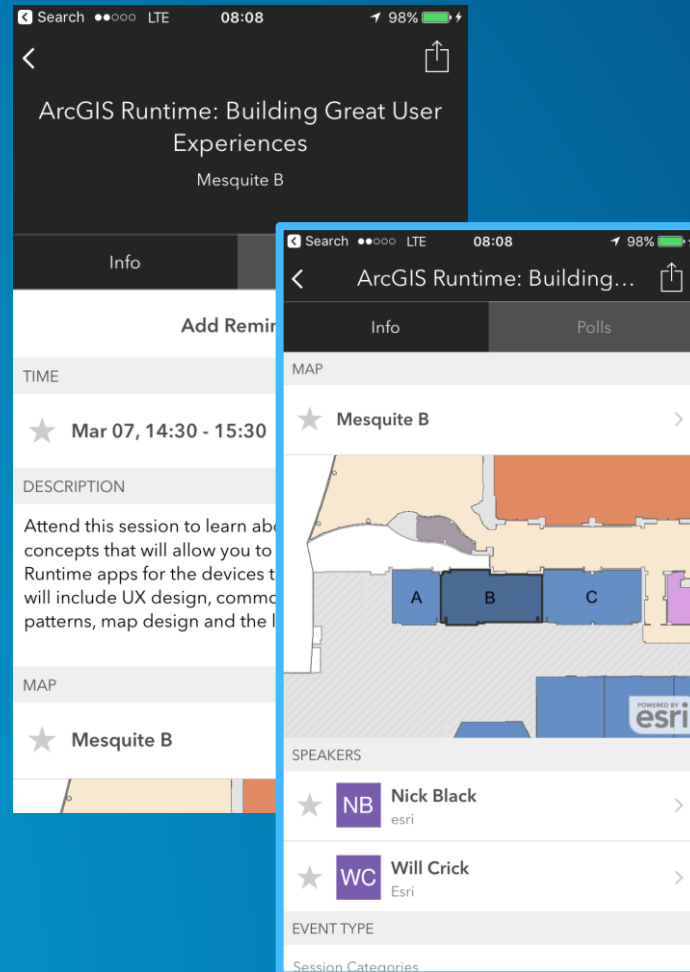 Search LTE 08:08 98%
ArcGIS Runtime: Building Great User
Experiences
Mesquite B
Info
Add Remin
TIME
Mar 07, 14:30 - 15:30
DESCRIPTION
Attend this session to learn abo
concepts that will allow you to
Runtime apps for the devices t
will include UX design, commo
patterns, map design and the l
MAP
Mesquite B
Search LTE 08:08 98%
ArcGIS Runtime: Building…
Info Polls
MAP
Mesquite B
A B C
POWERED BY
esri
SPEAKERS
NB Nick Black
esri
WC Will Crick
Esri
EVENT TYPE
Session Categories